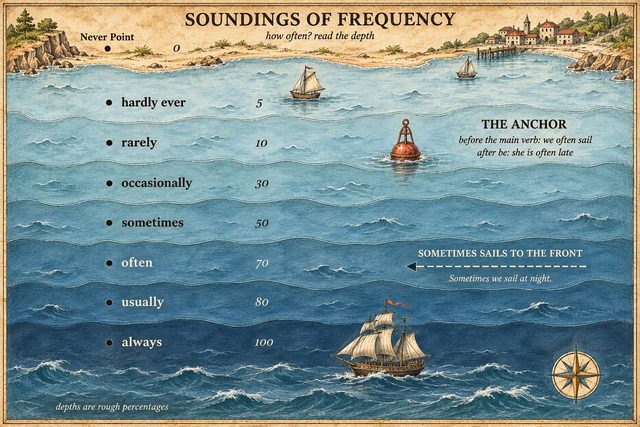 SOUNDINGS OF FREQUENCY
how often? read the depth
Never Point 0
hardly ever 5
rarely 10
THE ANCHOR
before the main verb: we often sail
after be: she is often late
occasionally 30
sometimes 50
often 70
SOMETIMES SAILS TO THE FRONT
Sometimes we sail at night.
usually 80
always 100
depths are rough percentages